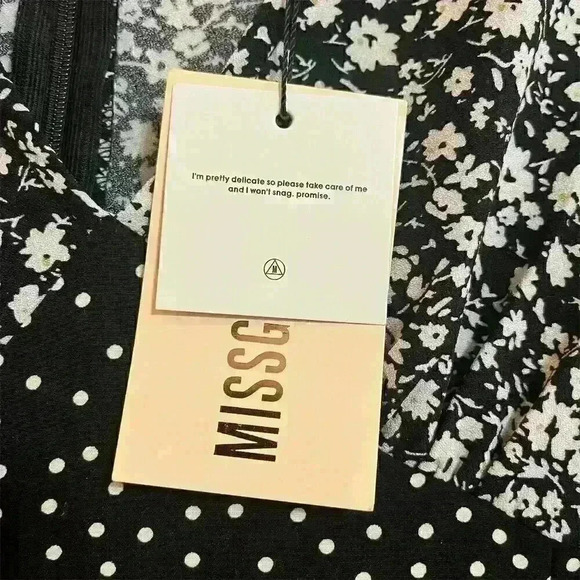 I'm pretty delicate so please take care of me
and I won't snag. promise.
M
MISSG